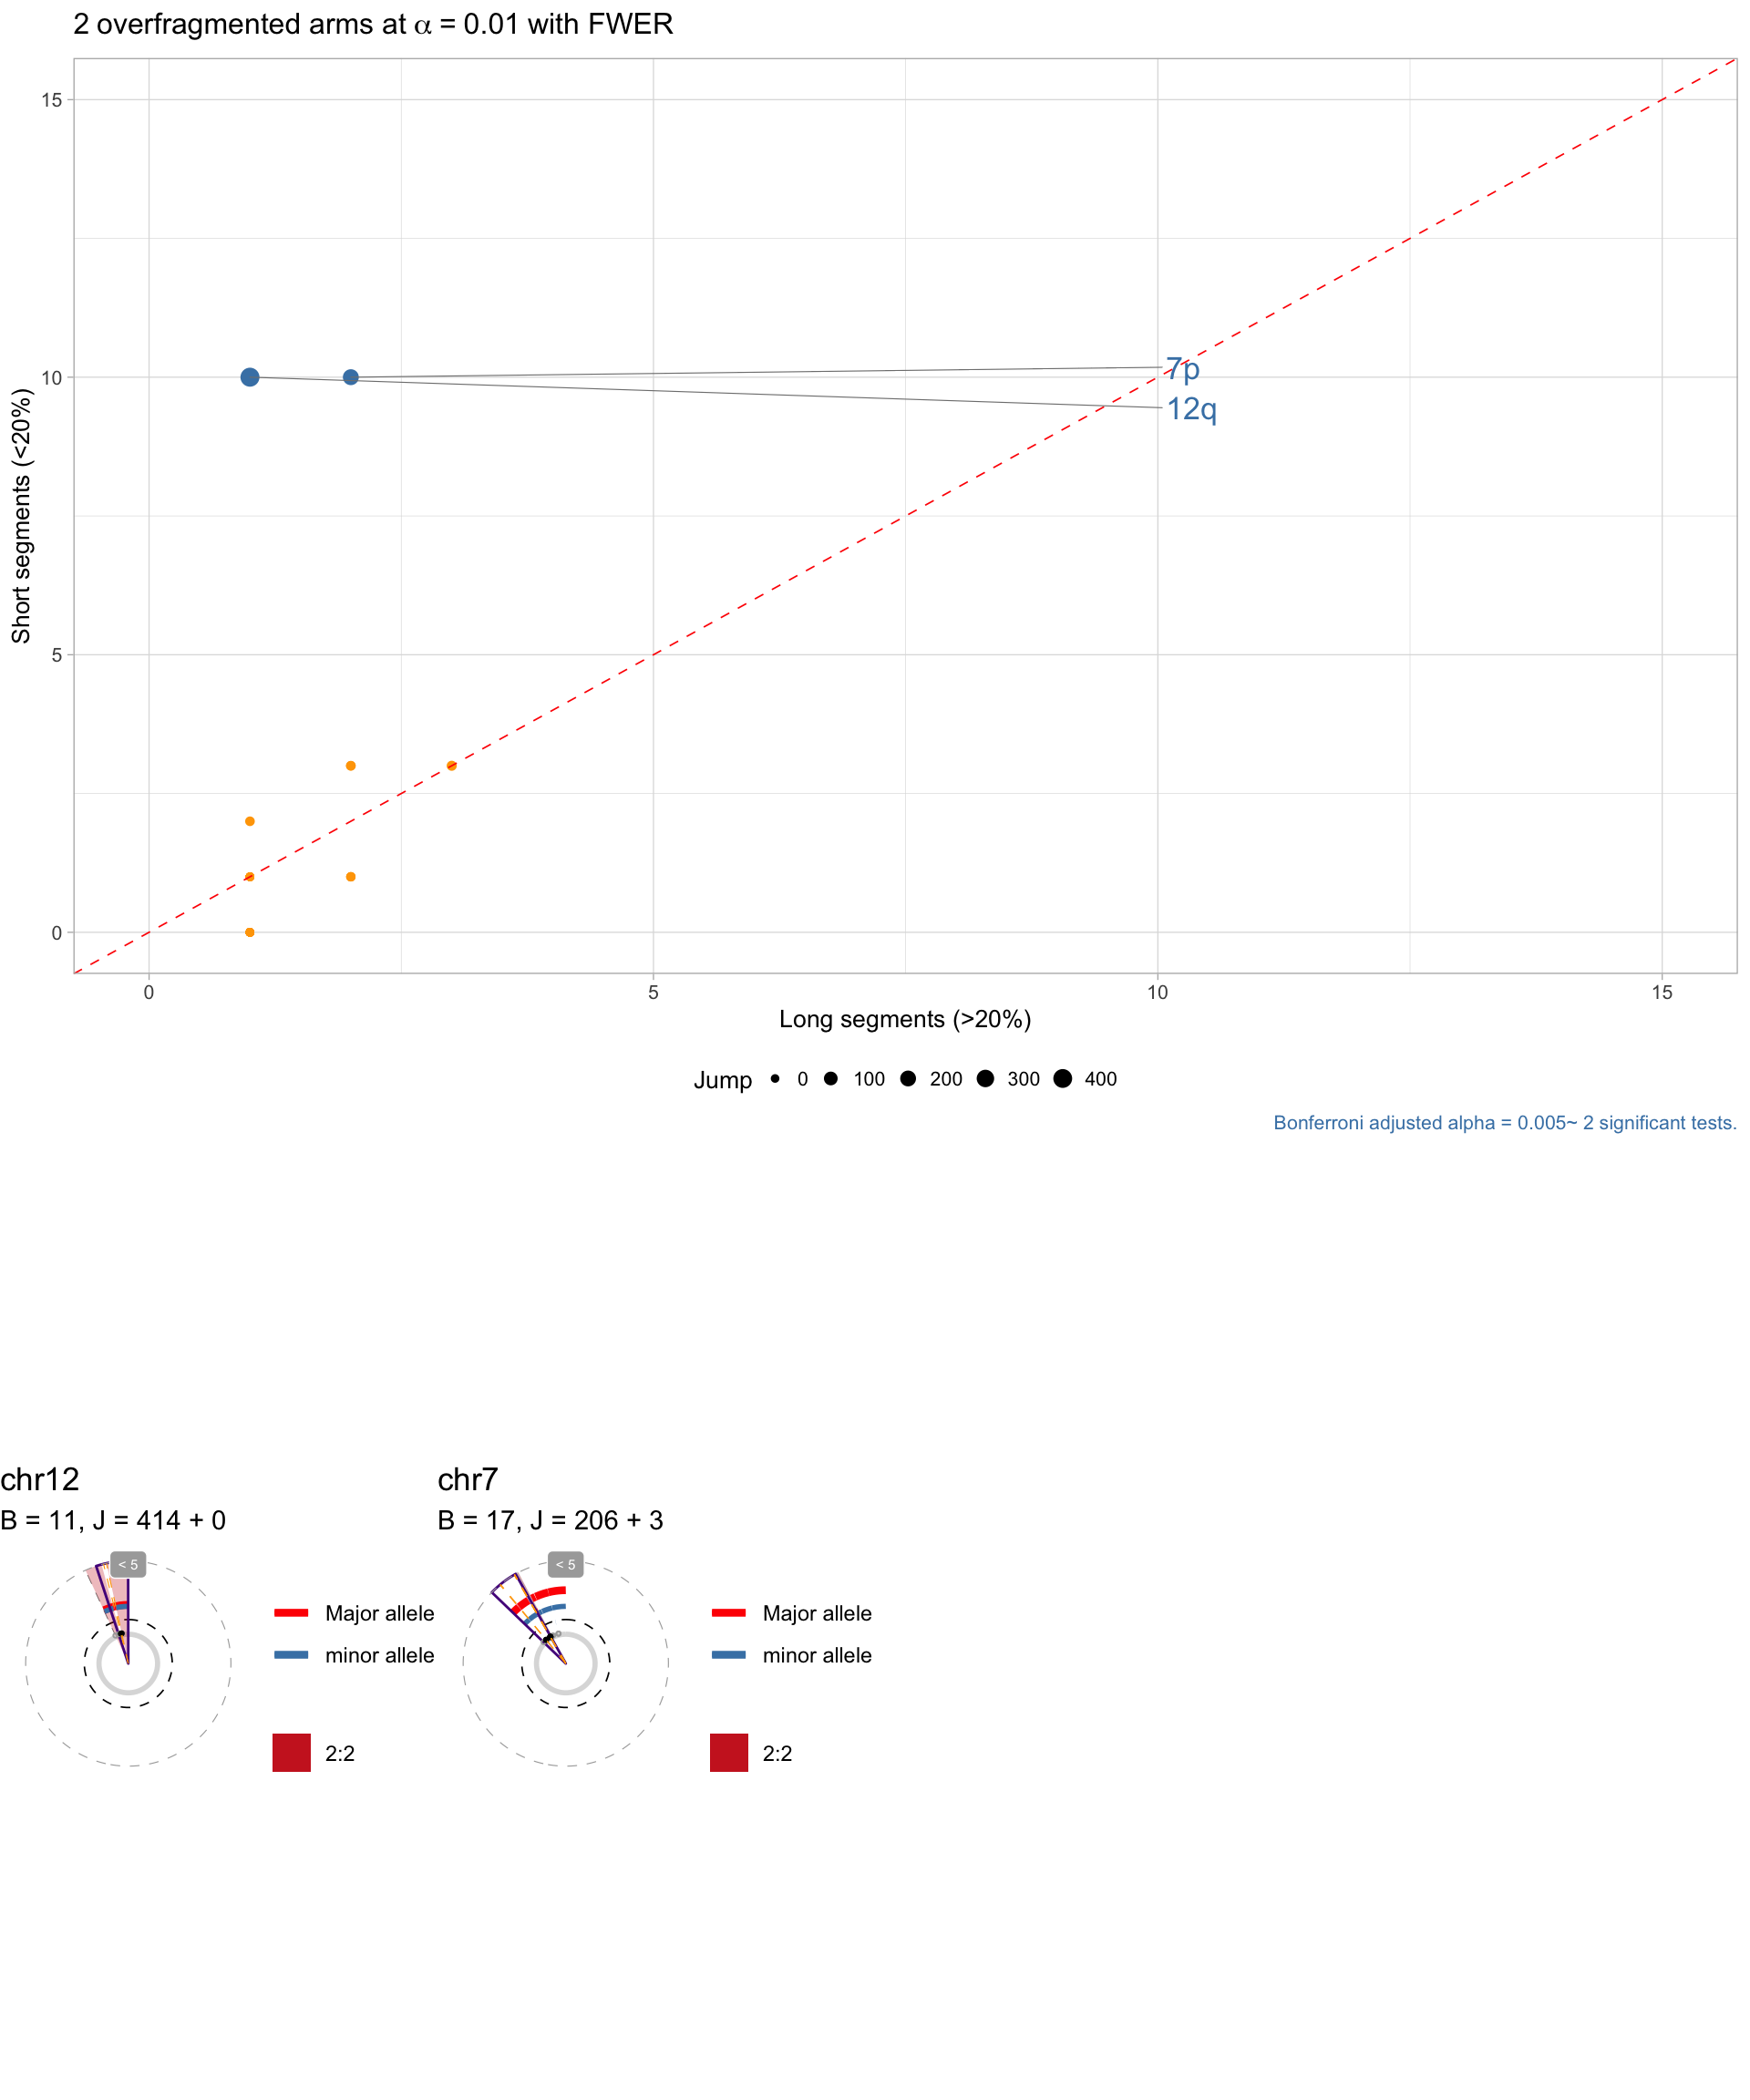 2 overfragmented arms at α = 0.01 with FWER
15
10
5
0
Short segments (<20%)
7p
12q
0 5 10 15
Long segments (>20%)
Jump 0 100 200 300 400
Bonferroni adjusted alpha = 0.005~ 2 significant tests.
chr12
B = 11, J = 414 + 0
< 5
Major allele
minor allele
2:2
chr7
B = 17, J = 206 + 3
< 5
Major allele
minor allele
2:2